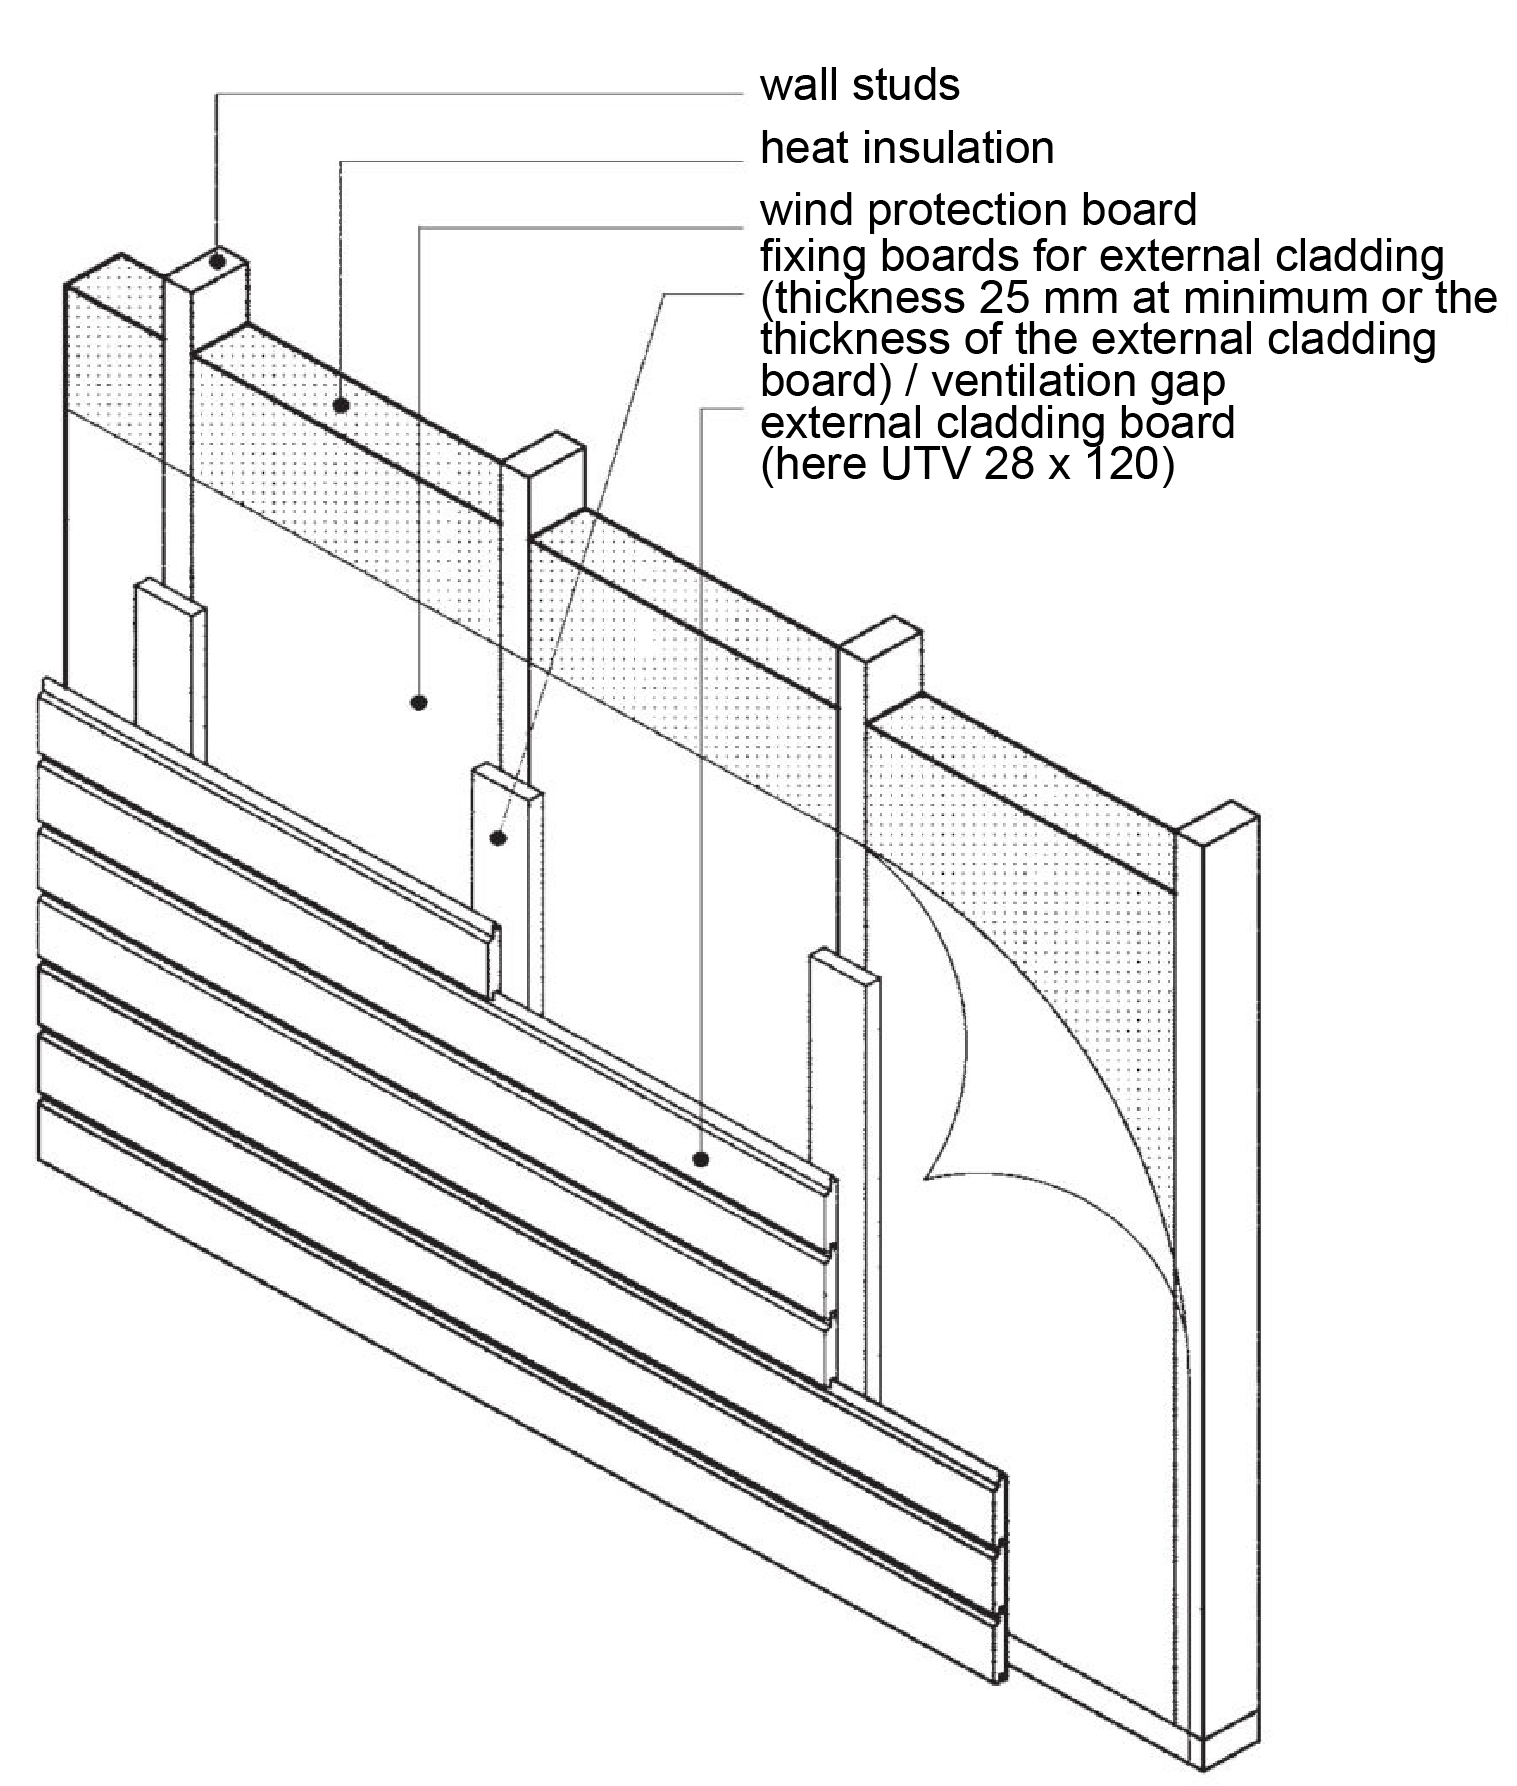 wall studs
heat insulation
wind protection board
fixing boards for external cladding
(thickness 25 mm at minimum or the
thickness of the external cladding
board) / ventilation gap
external cladding board
(here UTV 28 x 120)